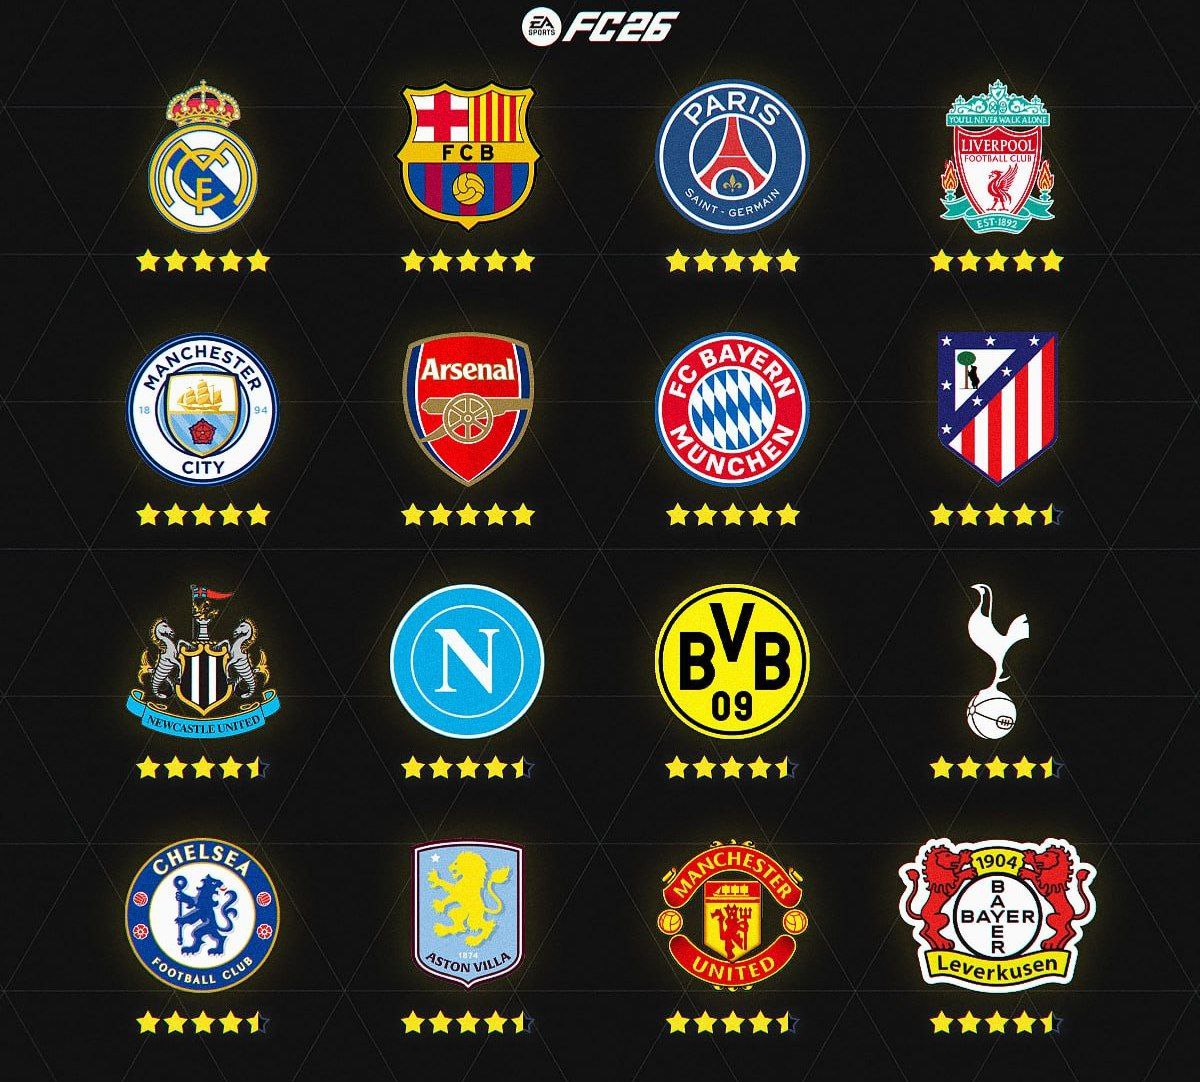 EA SPORTS FC26
FCB
PARIS
SAINT - GERMAIN
YOU'LL NEVER WALK ALONE
LIVERPOOL
FOOTBALL CLUB
EST·1892
MANCHESTER
18 94
CITY
Arsenal
FC BAYERN
MÜNCHEN
NEWCASTLE UNITED
N
BVB
09
CHELSEA
FOOTBALL CLUB
1874
ASTON VILLA
MANCHESTER
UNITED
1904
BAYER
BAYER
Leverkusen